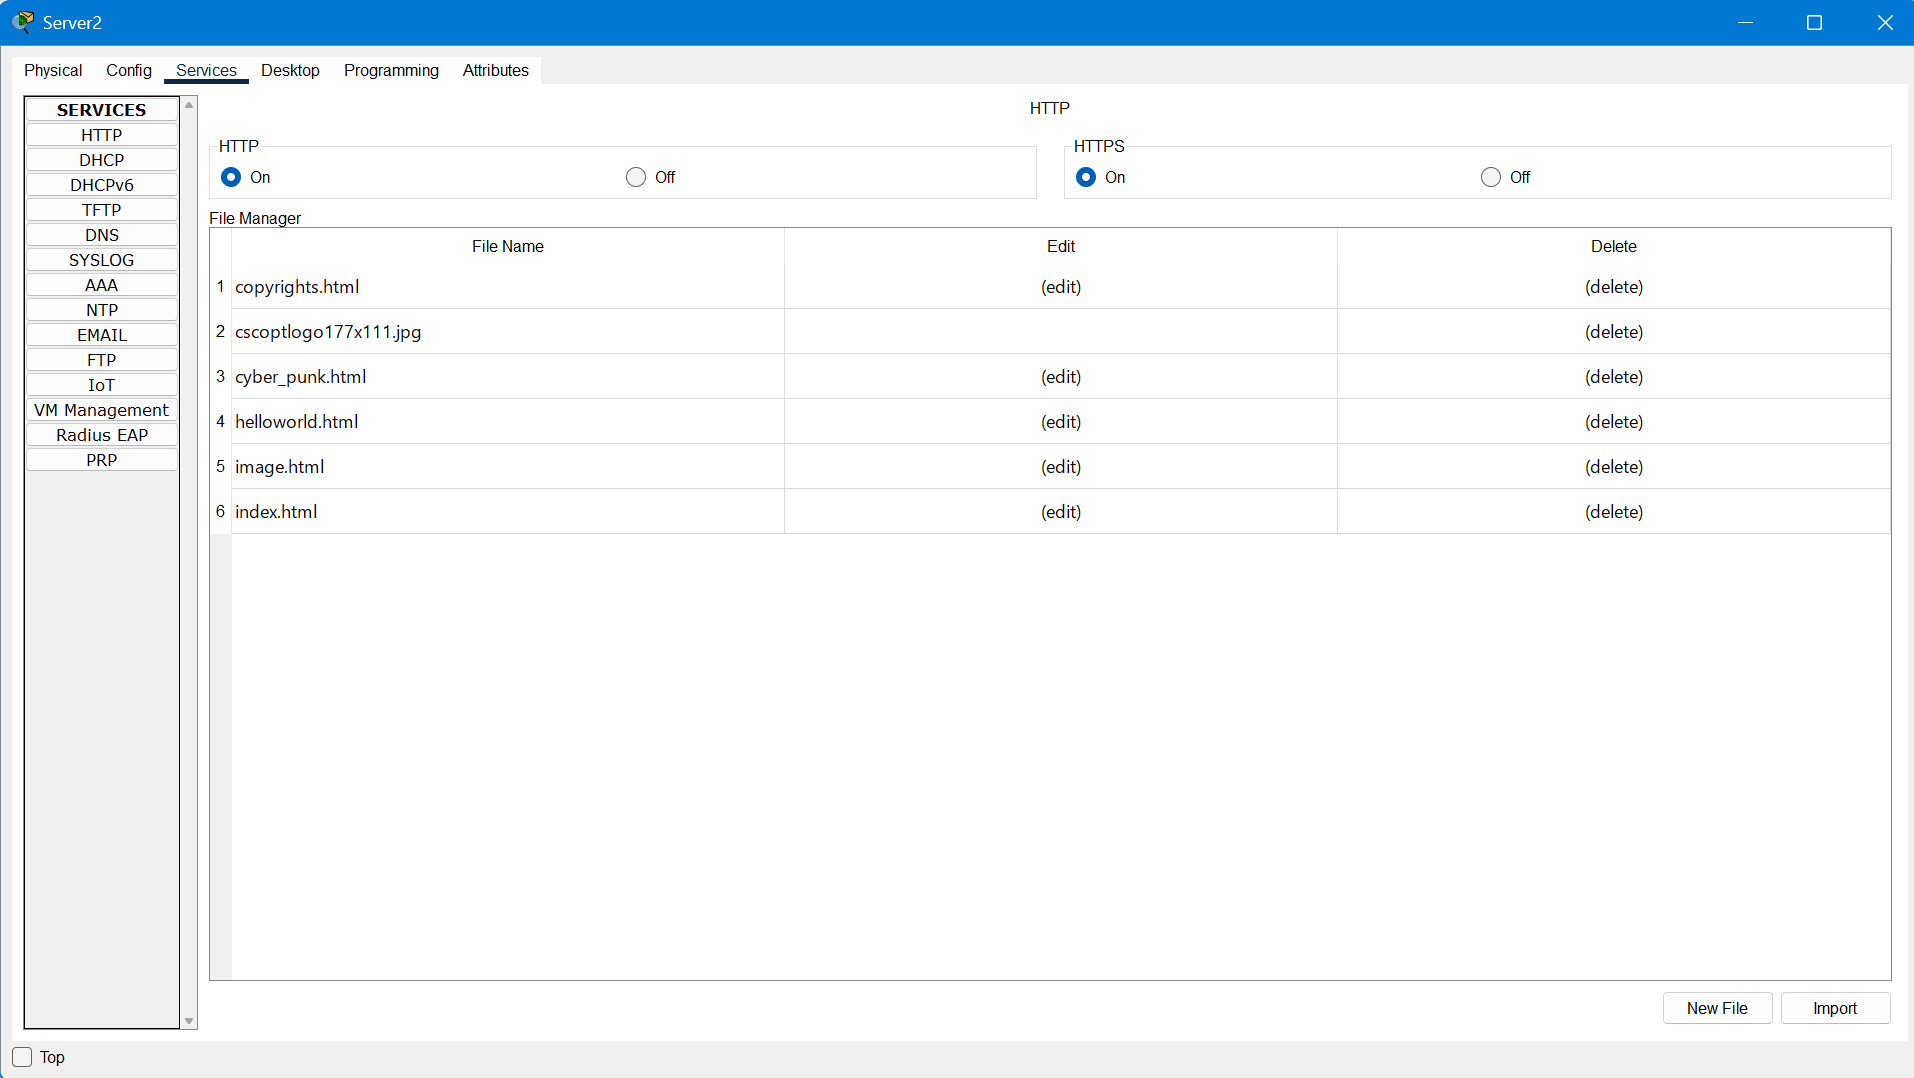 Server2
Physical Config Services Desktop Programming Attributes
SERVICES
HTTP
DHCP
DHCPv6
TFTP
DNS
SYSLOG
AAA
NTP
EMAIL
FTP
IoT
VM Management
Radius EAP
PRP
HTTP
HTTP
On Off
HTTPS
On Off
File Manager
File Name Edit Delete
1 copyrights.html (edit) (delete)
2 cscoptlogo177x111.jpg (delete)
3 cyber_punk.html (edit) (delete)
4 helloworld.html (edit) (delete)
5 image.html (edit) (delete)
6 index.html (edit) (delete)
New File Import
Top